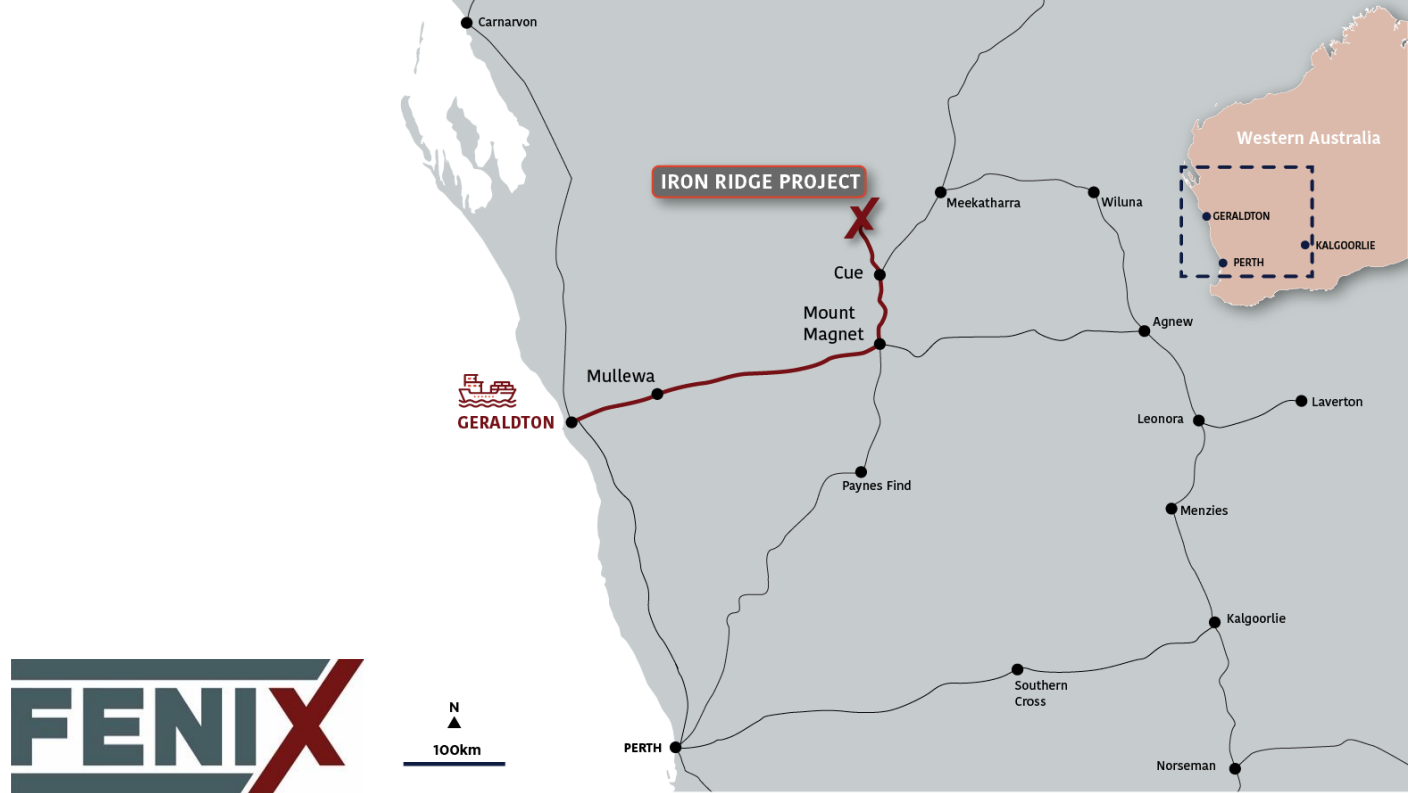 Carnarvon
Western Australia
IRON RIDGE PROJECT
Meekatharra
Wiluna
GERALDTON
KALGOORLIE
PERTH
Cue
Mount
Magnet
Agnew
Mullewa
Laverton
GERALDTON
Leonora
Paynes Find
Menzies
Kalgoorlie
Southern
Cross
FENIX
N
100km
PERTH
Norseman